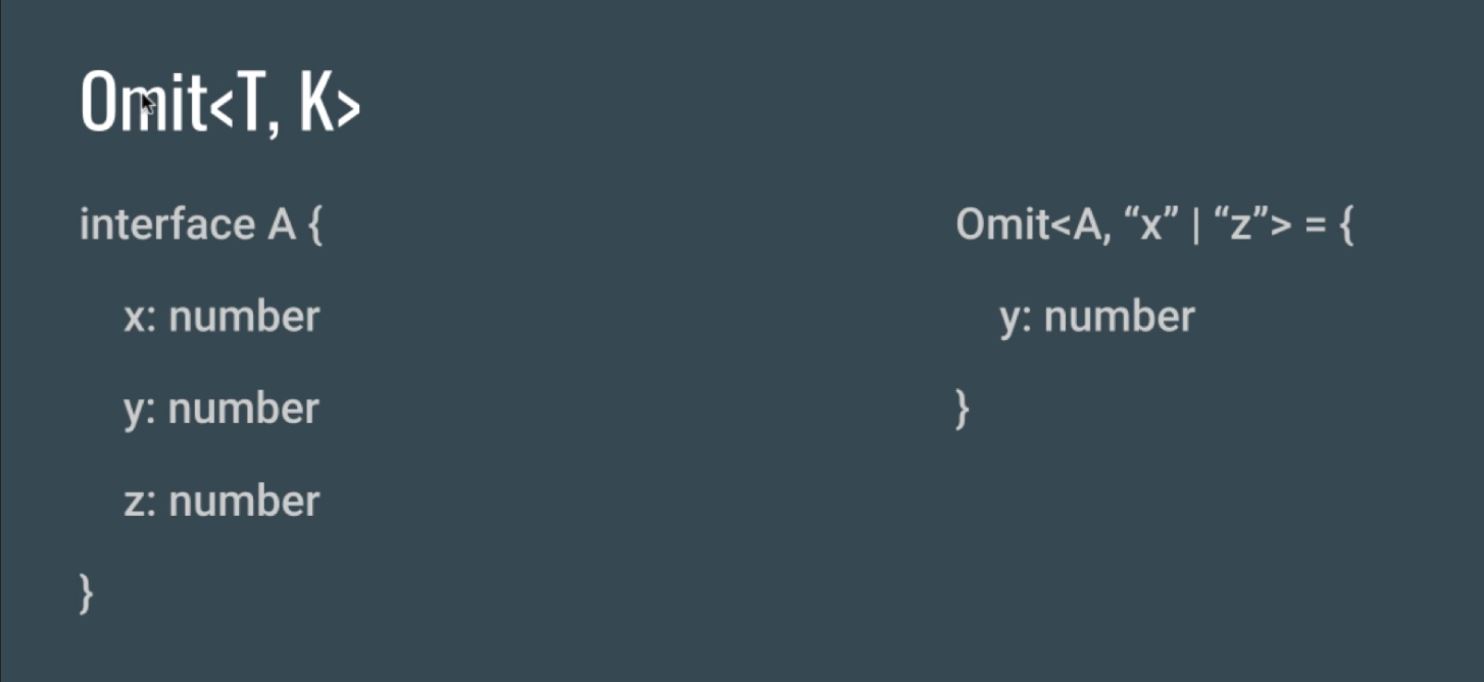 Omit<T, K>
interface A {
x: number
y: number
z: number
}
Omit<A, “x” | “z”> = {
y: number
}